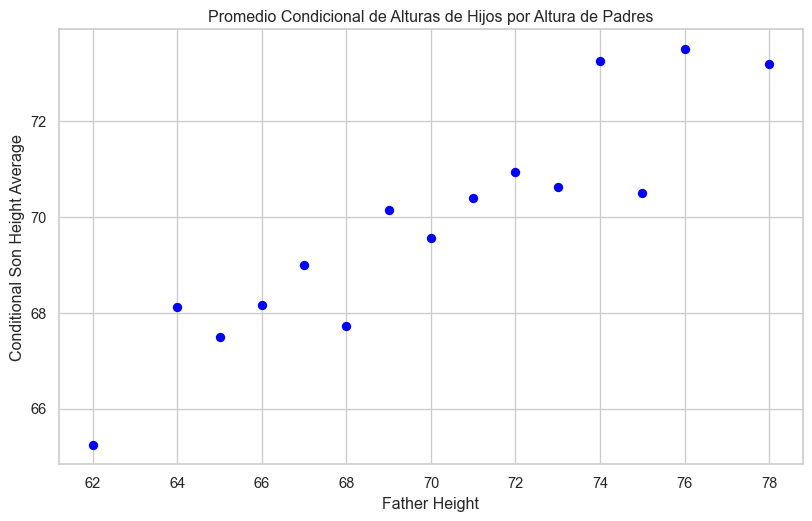 Promedio Condicional de Alturas de Hijos por Altura de Padres
Conditional Son Height Average
72
70
68
66
62 64 66 68 70 72 74 76 78
Father Height